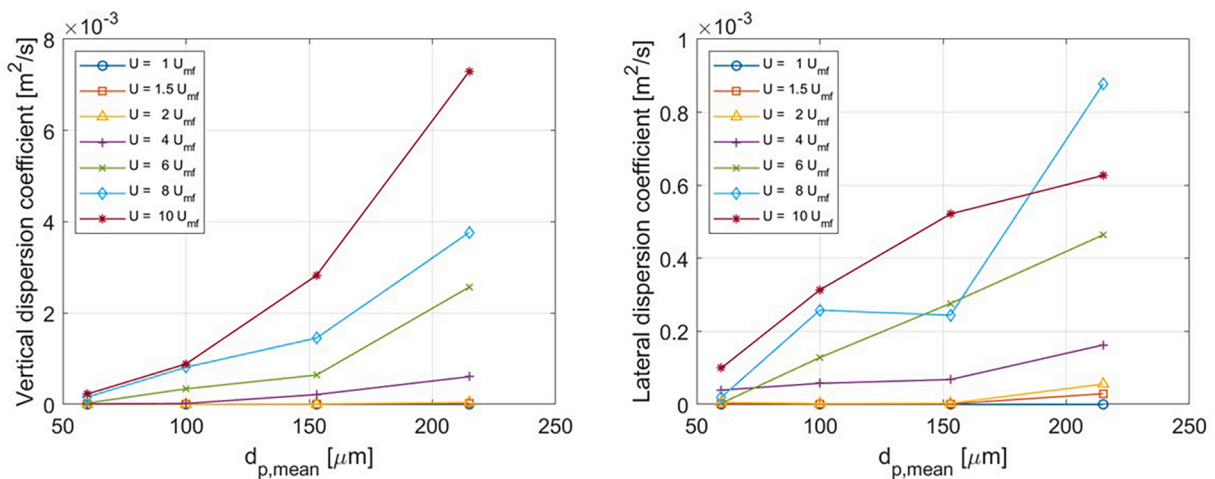 ×10⁻³
8
6
4
2
0
50 100 150 200 250
Vertical dispersion coefficient [m²/s]
d_p,mean [μm]
U = 1 U_mf
U = 1.5 U_mf
U = 2 U_mf
U = 4 U_mf
U = 6 U_mf
U = 8 U_mf
U = 10 U_mf
×10⁻³
1
0.8
0.6
0.4
0.2
0
50 100 150 200 250
Lateral dispersion coefficient [m²/s]
d_p,mean [μm]
U = 1 U_mf
U = 1.5 U_mf
U = 2 U_mf
U = 4 U_mf
U = 6 U_mf
U = 8 U_mf
U = 10 U_mf